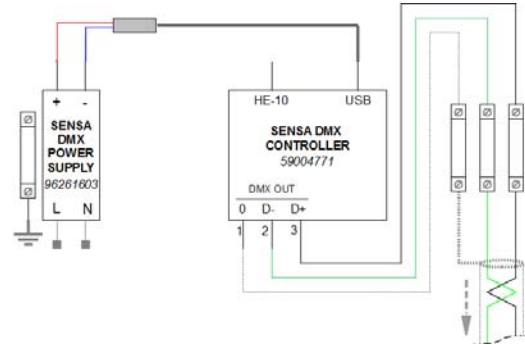 + -
SENSA
DMX
POWER
SUPPLY
96261603
L N
HE-10 USB
SENSA DMX
CONTROLLER
59004771
DMX OUT
0 D- D+
1 2 3